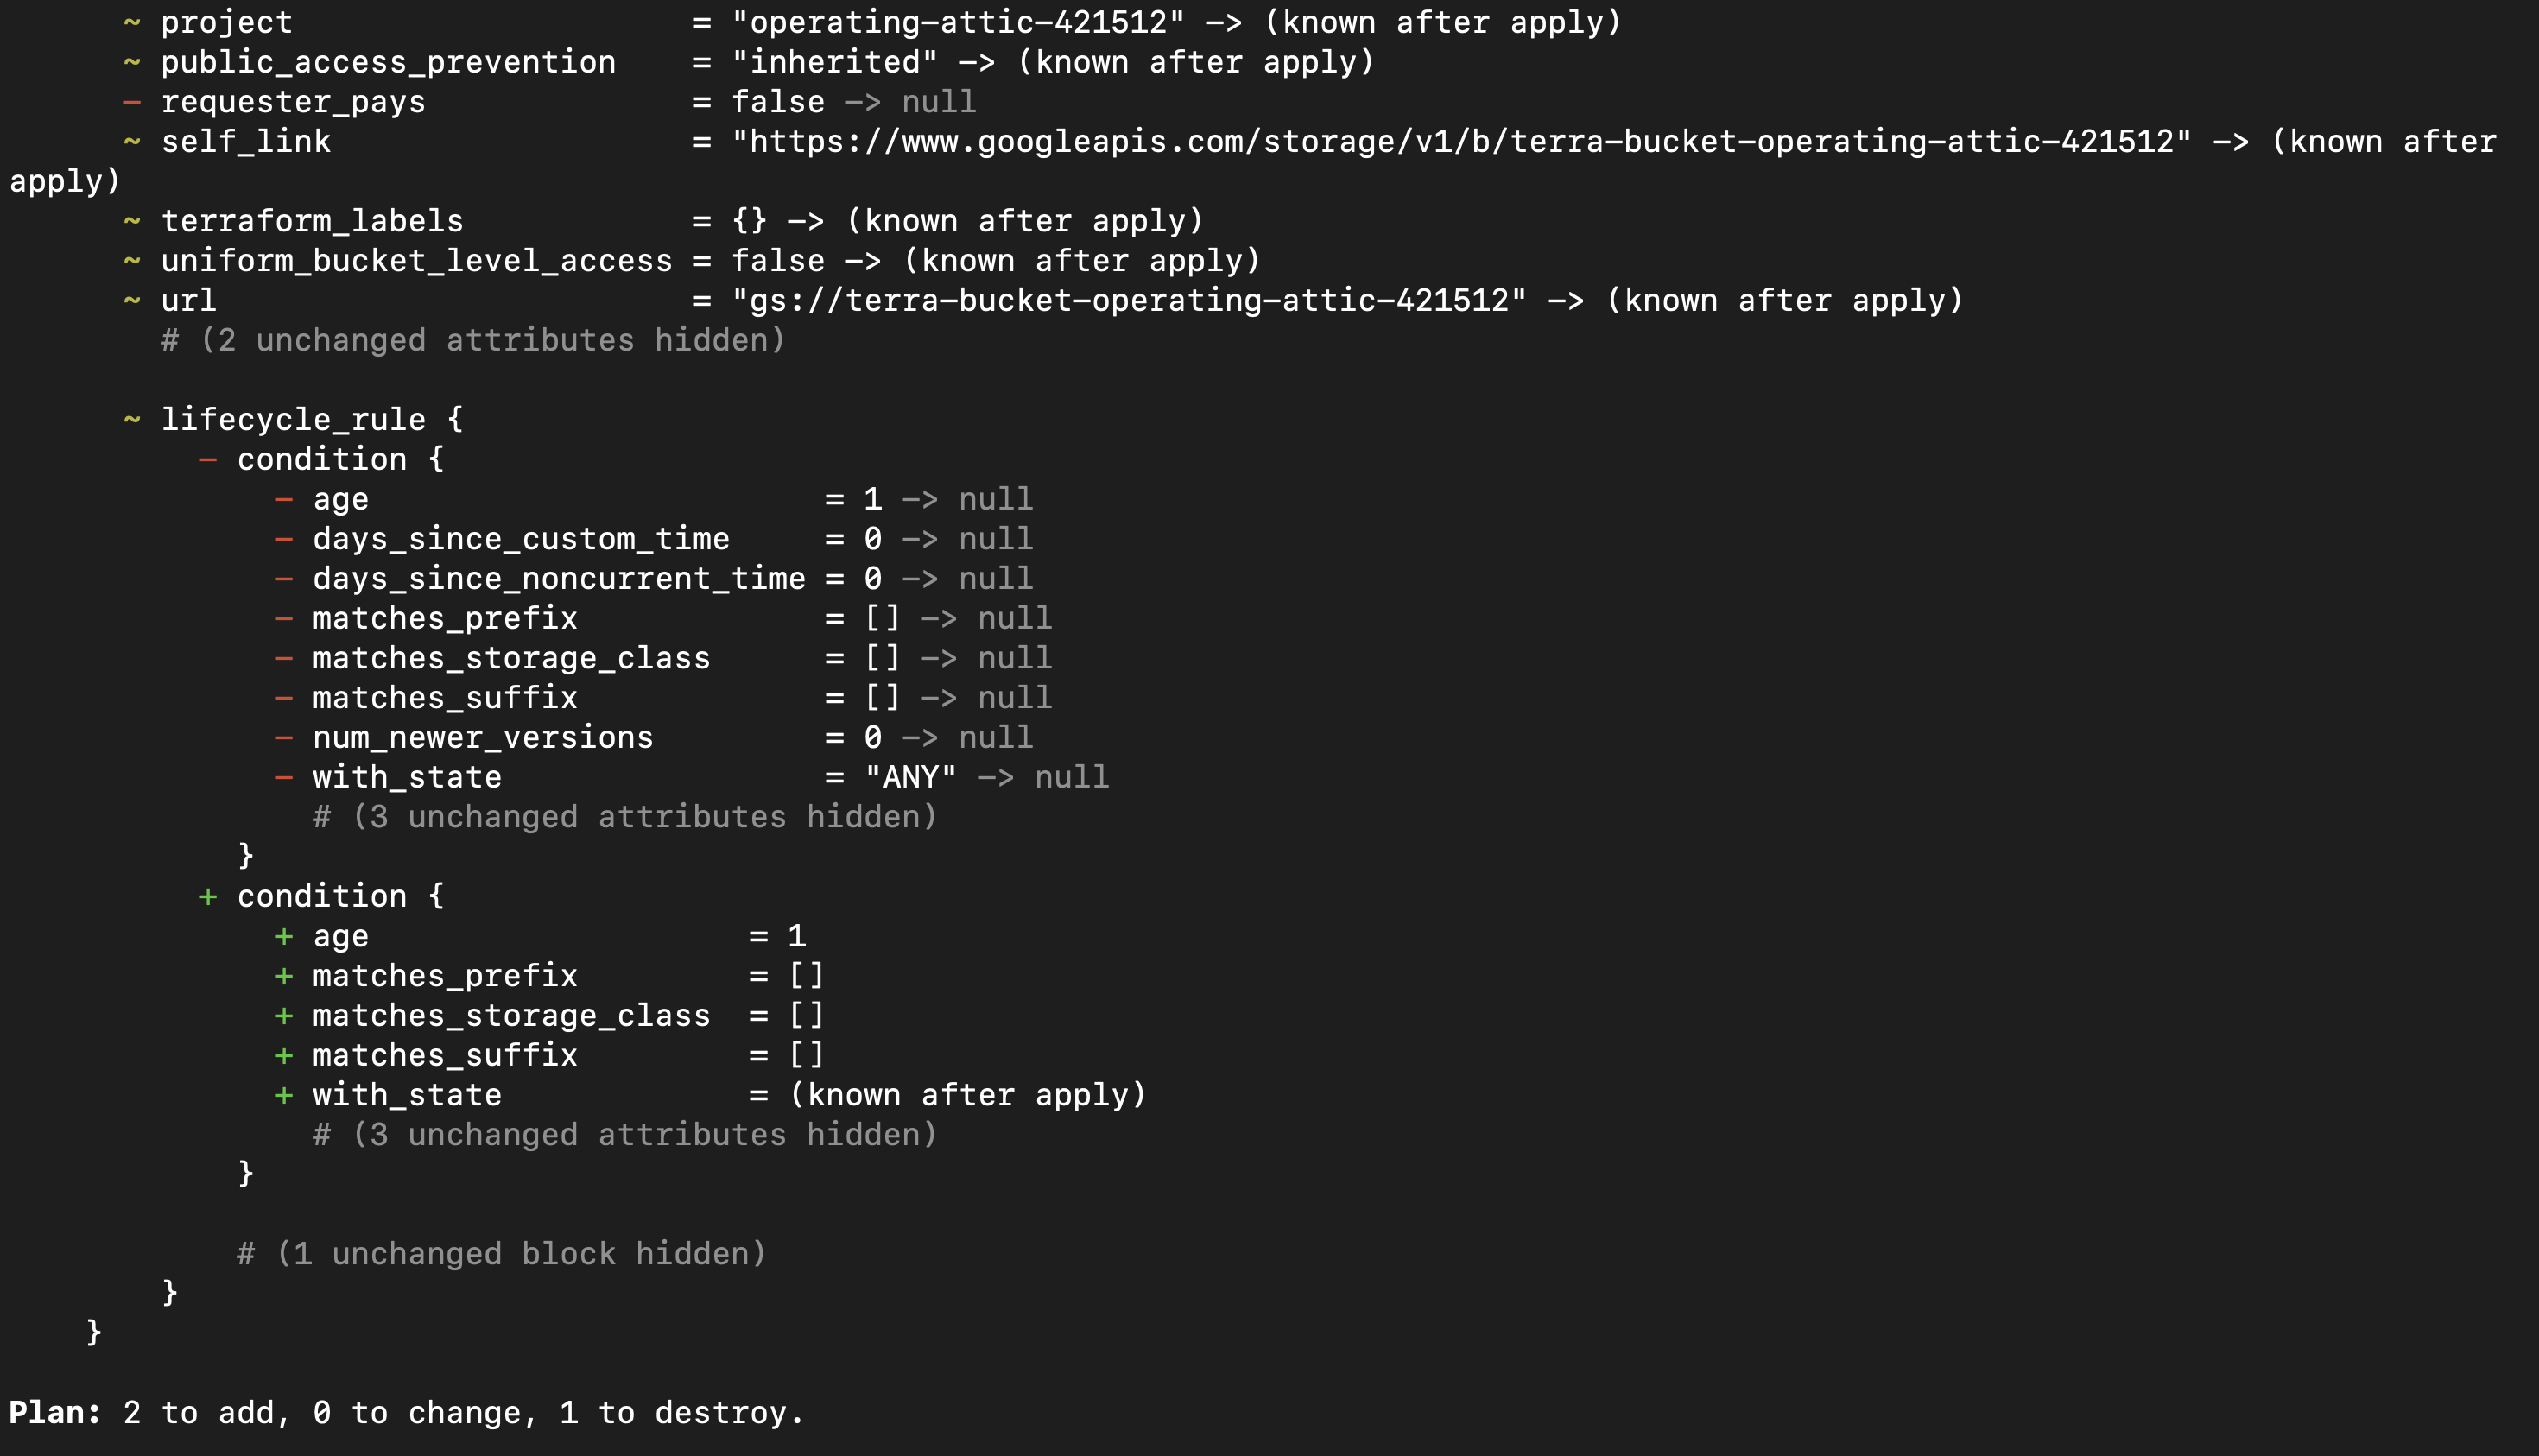 ~ project                     = "operating-attic-421512" -> (known after apply)
~ public_access_prevention    = "inherited" -> (known after apply)
- requester_pays              = false -> null
~ self_link                   = "https://www.googleapis.com/storage/v1/b/terra-bucket-operating-attic-421512" -> (known after
apply)
~ terraform_labels            = {} -> (known after apply)
~ uniform_bucket_level_access = false -> (known after apply)
~ url                         = "gs://terra-bucket-operating-attic-421512" -> (known after apply)
# (2 unchanged attributes hidden)
~ lifecycle_rule {
- condition {
- age                        = 1 -> null
- days_since_custom_time     = 0 -> null
- days_since_noncurrent_time = 0 -> null
- matches_prefix             = [] -> null
- matches_storage_class      = [] -> null
- matches_suffix             = [] -> null
- num_newer_versions         = 0 -> null
- with_state                 = "ANY" -> null
# (3 unchanged attributes hidden)
}
+ condition {
+ age                    = 1
+ matches_prefix         = []
+ matches_storage_class  = []
+ matches_suffix         = []
+ with_state             = (known after apply)
# (3 unchanged attributes hidden)
}
# (1 unchanged block hidden)
}
}
Plan: 2 to add, 0 to change, 1 to destroy.